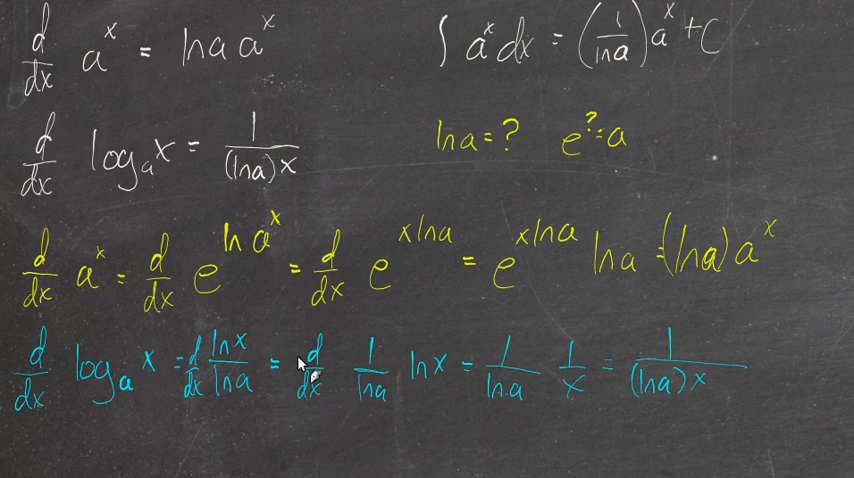 d/dx a^x = ln a a^x    ∫ a^x dx = (1/ln a) a^x + C
d/dx log_a x = 1/((ln a) x)    ln a = ?    e^? = a
d/dx a^x = d/dx e^(ln a^x) = d/dx e^(x ln a) = e^(x ln a) ln a = (ln a) a^x
d/dx log_a x = d/dx ln x/ln a = d/dx 1/ln a ln x = 1/ln a 1/x = 1/((ln a) x)